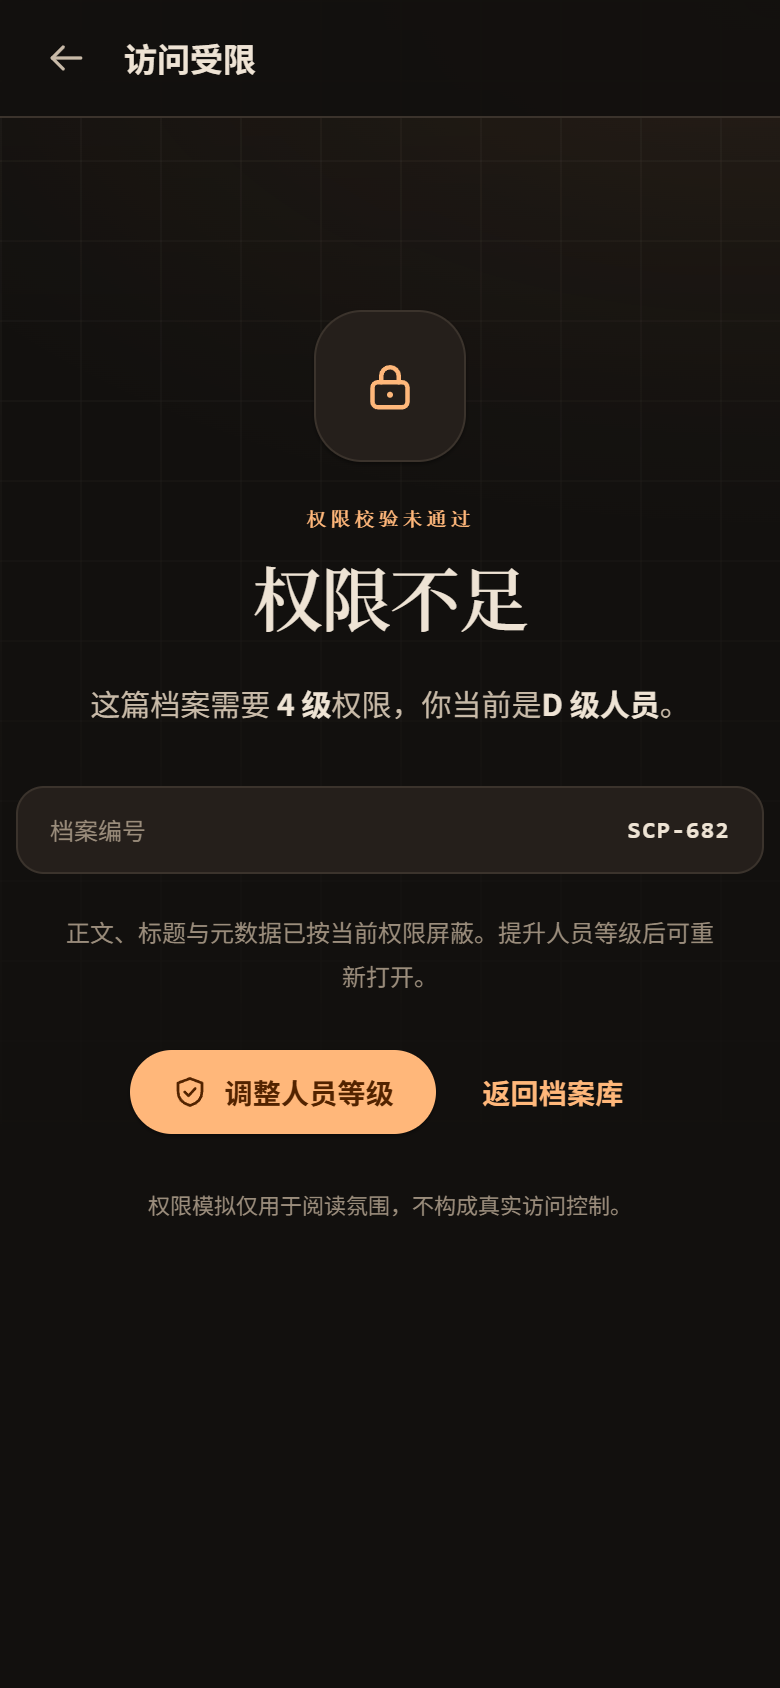 访问受限
权限校验未通过
权限不足
这篇档案需要 4 级权限，你当前是D 级人员。
档案编号 SCP-682
正文、标题与元数据已按当前权限屏蔽。提升人员等级后可重
新打开。
调整人员等级 返回档案库
权限模拟仅用于阅读氛围，不构成真实访问控制。